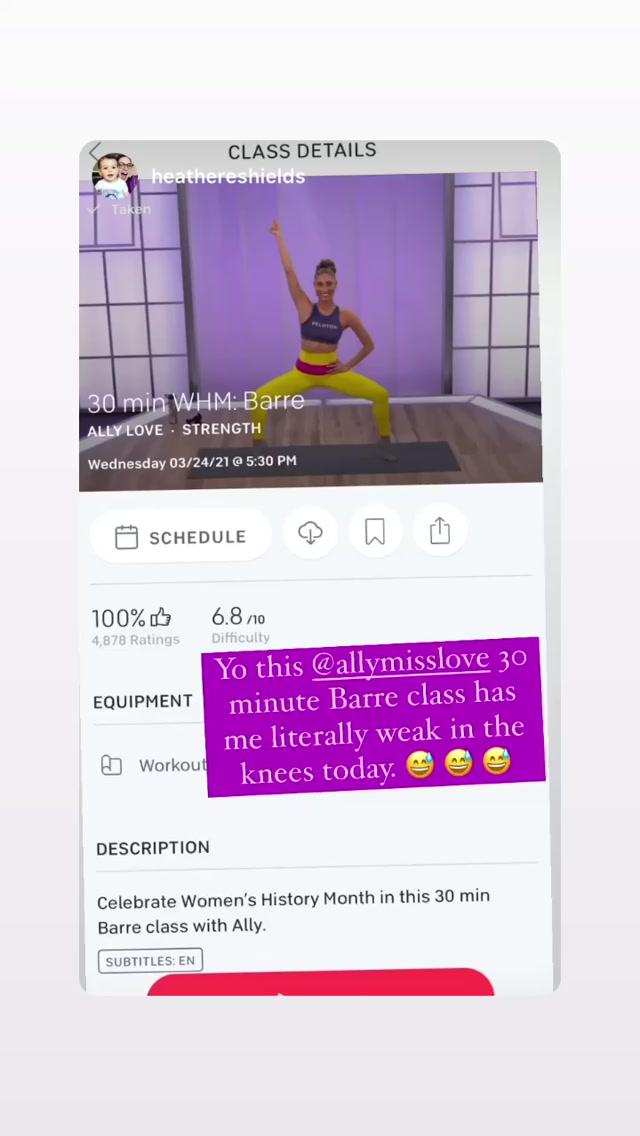 CLASS DETAILS
heathereshields
Taken
PELOTON
30 min WHM: Barre
ALLY LOVE · STRENGTH
Wednesday 03/24/21 @ 5:30 PM
SCHEDULE
100%
6.8 /10
4,878 Ratings
Difficulty
Yo this @allymisslove 30
minute Barre class has
me literally weak in the
knees today. 😅 😅 😅
EQUIPMENT
Workout
DESCRIPTION
Celebrate Women's History Month in this 30 min
Barre class with Ally.
SUBTITLES: EN